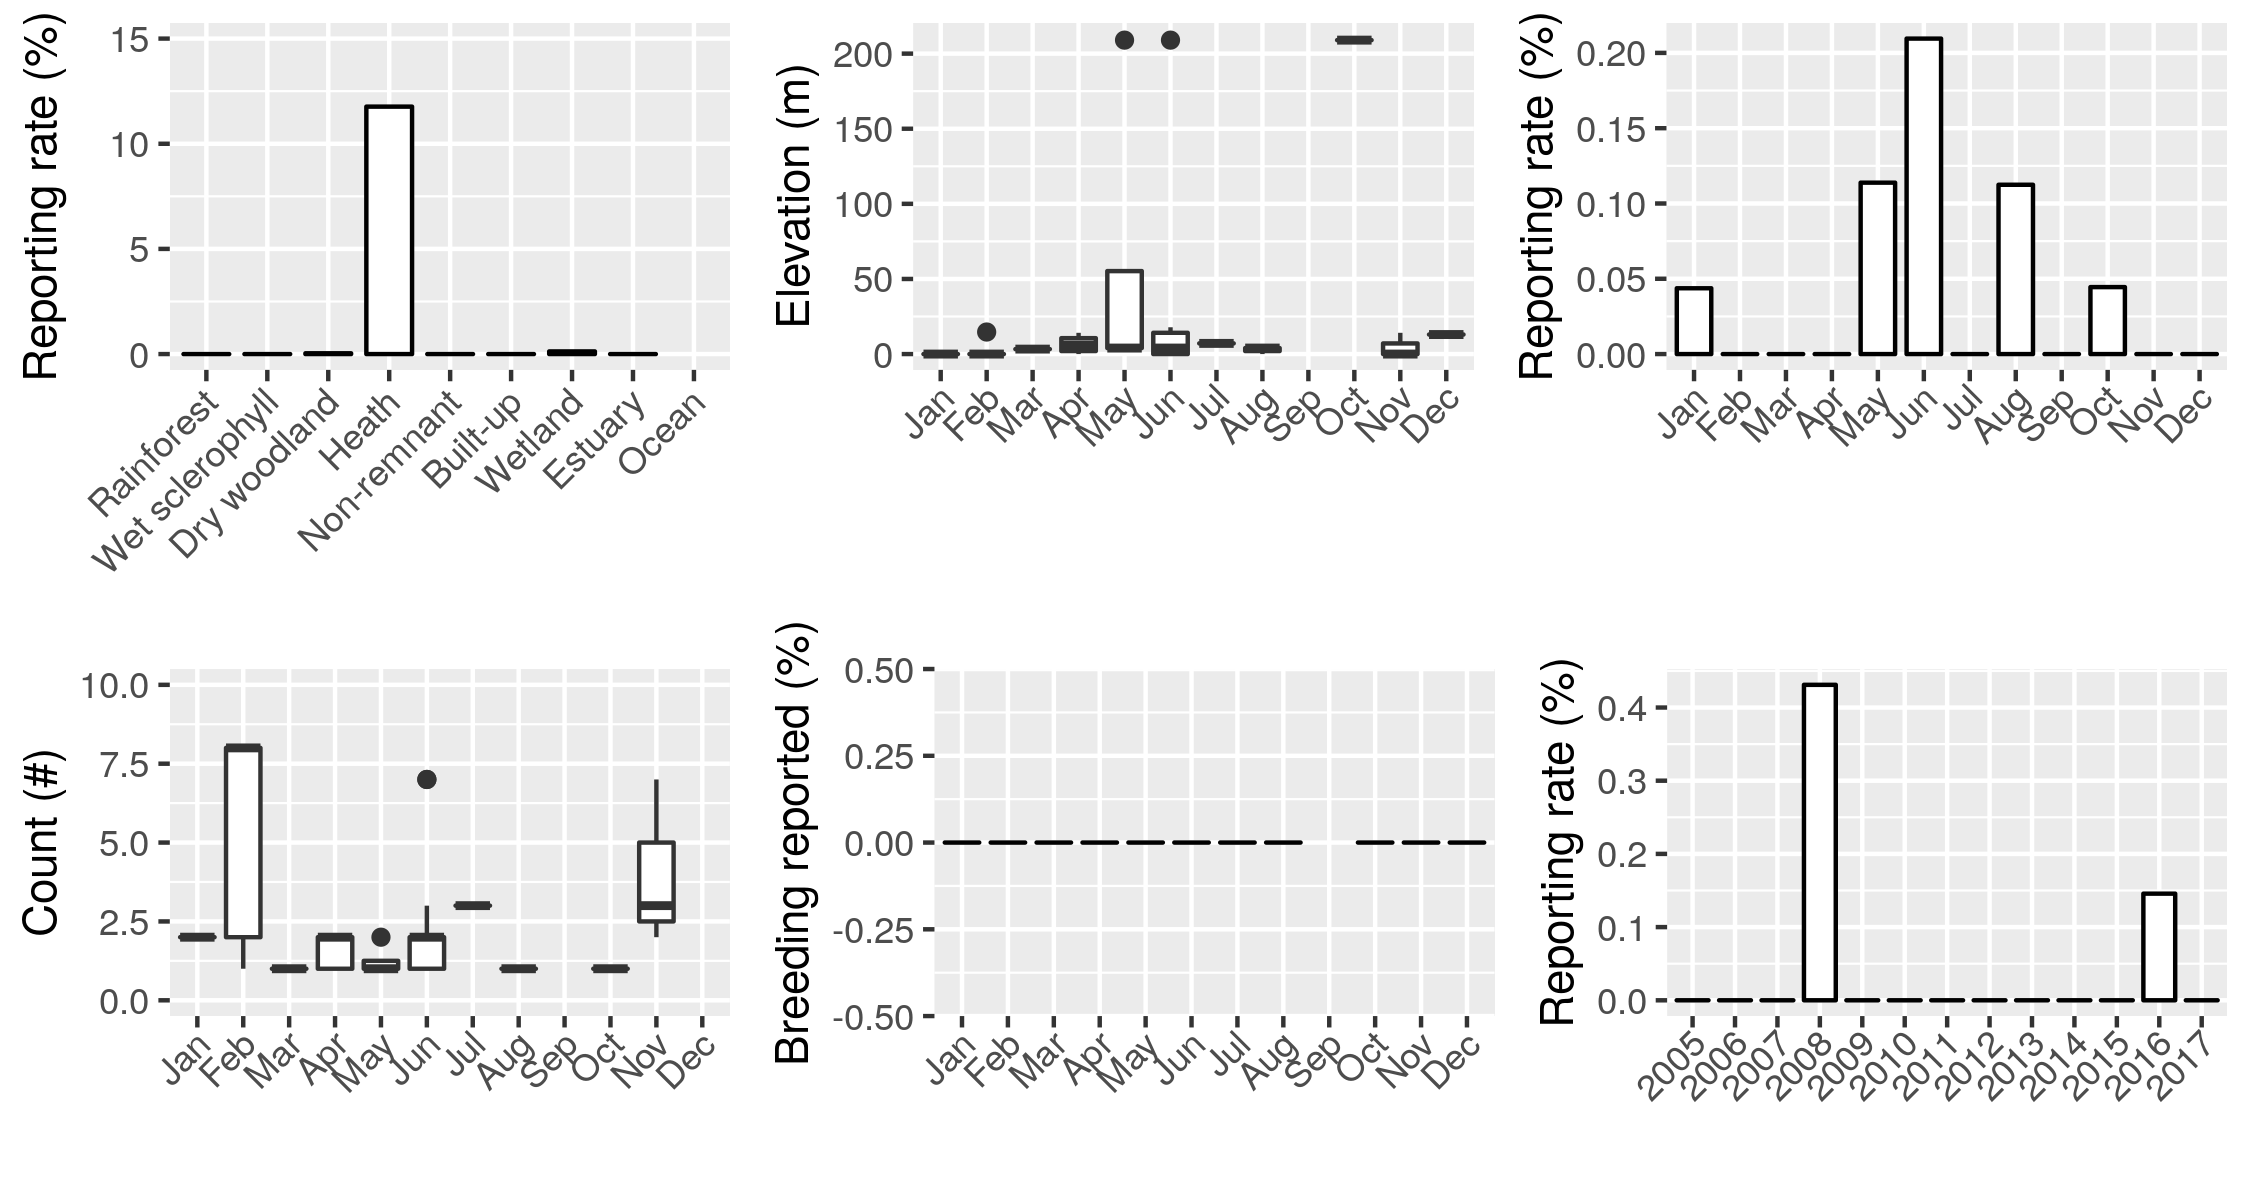 Reporting rate (%)
15
10
5
0
Rainforest
Wet sclerophyll
Dry woodland
Heath
Non-remnant
Built-up
Wetland
Estuary
Ocean
Elevation (m)
200
150
100
50
0
Jan
Feb
Mar
Apr
May
Jun
Jul
Aug
Sep
Oct
Nov
Dec
Reporting rate (%)
0.20
0.15
0.10
0.05
0.00
Jan
Feb
Mar
Apr
May
Jun
Jul
Aug
Sep
Oct
Nov
Dec
Count (#)
10.0
7.5
5.0
2.5
0.0
Jan
Feb
Mar
Apr
May
Jun
Jul
Aug
Sep
Oct
Nov
Dec
Breeding reported (%)
0.50
0.25
0.00
-0.25
-0.50
Jan
Feb
Mar
Apr
May
Jun
Jul
Aug
Sep
Oct
Nov
Dec
Reporting rate (%)
0.4
0.3
0.2
0.1
0.0
2005
2006
2007
2008
2009
2010
2011
2012
2013
2014
2015
2016
2017